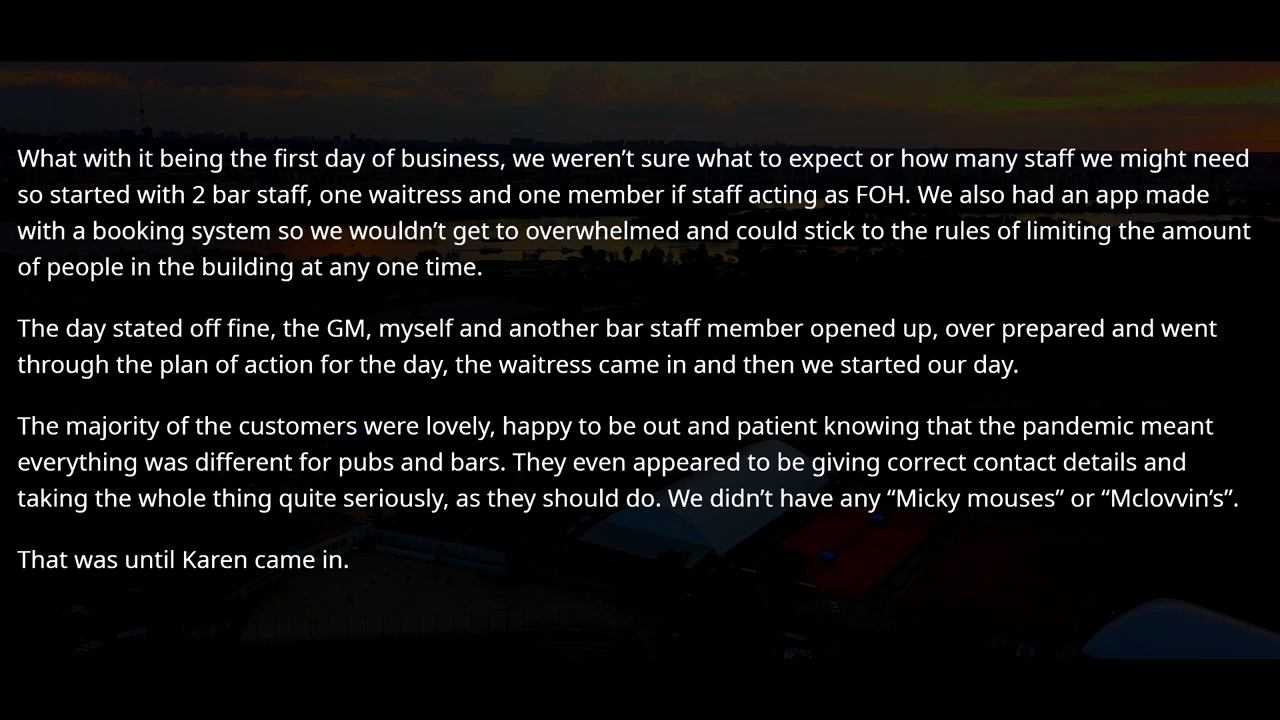 What with it being the first day of business, we weren’t sure what to expect or how many staff we might need
so started with 2 bar staff, one waitress and one member if staff acting as FOH. We also had an app made
with a booking system so we wouldn’t get to overwhelmed and could stick to the rules of limiting the amount
of people in the building at any one time.
The day stated off fine, the GM, myself and another bar staff member opened up, over prepared and went
through the plan of action for the day, the waitress came in and then we started our day.
The majority of the customers were lovely, happy to be out and patient knowing that the pandemic meant
everything was different for pubs and bars. They even appeared to be giving correct contact details and
taking the whole thing quite seriously, as they should do. We didn’t have any “Micky mouses” or “Mclovvin’s”.
That was until Karen came in.